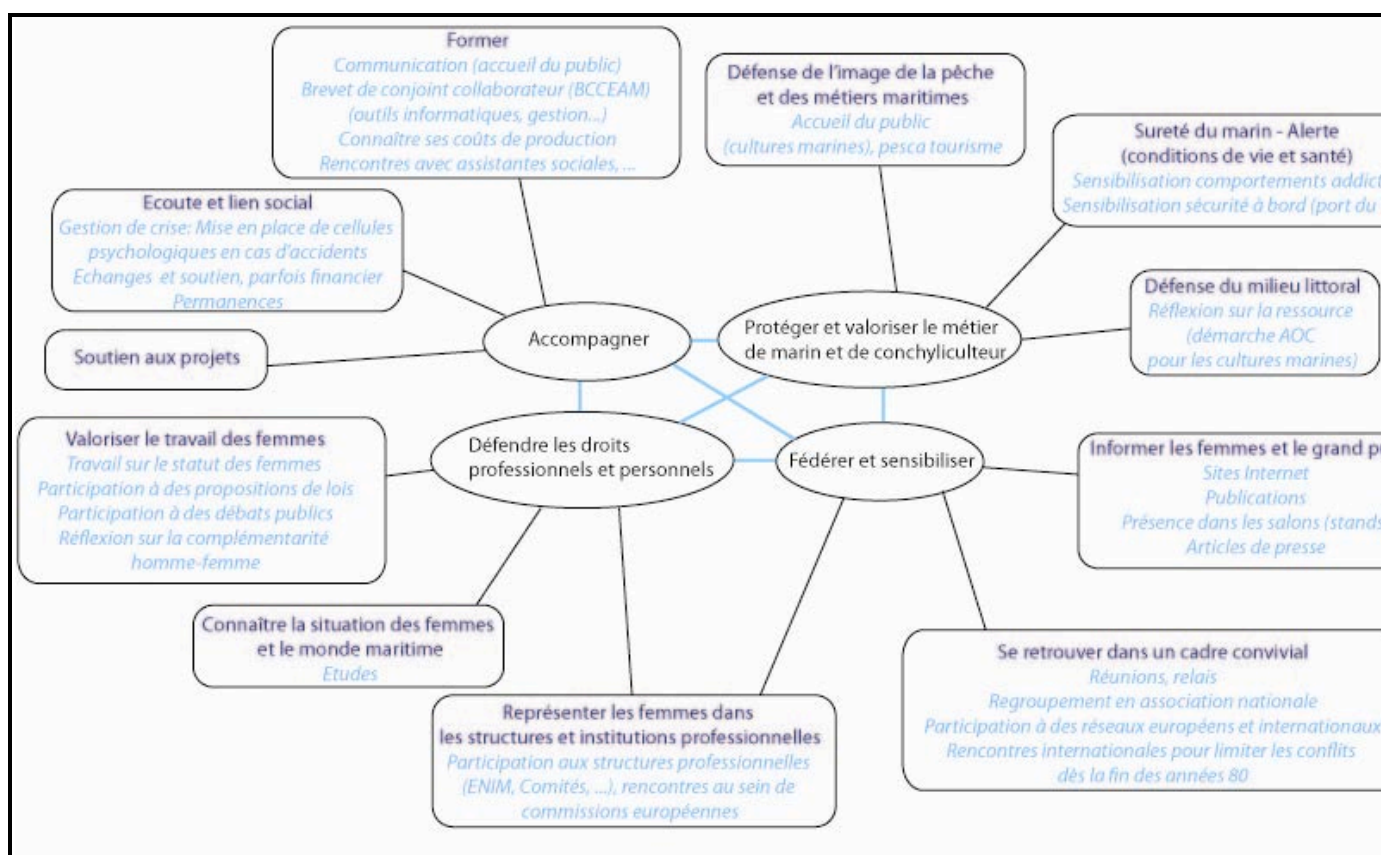 Former
Communication (accueil du public)
Brevet de conjoint collaborateur (BCCEAM)
(outils informatiques, gestion...)
Connaître ses coûts de production
Rencontres avec assistantes sociales, ...
Défense de l'image de la pêche
et des métiers maritimes
Accueil du public
(cultures marines), pesca tourisme
Sureté du marin - Alerte
(conditions de vie et santé)
Sensibilisation comportements
Sensibilisation sécurité à bord (port du
Ecoute et lien social
Gestion de crise: Mise en place de cellules
psychologiques en cas d'accidents
Echanges et soutien, parfois financier
Permanences
Défense du milieu littoral
Réflexion sur la ressource
(démarche AOC
pour les cultures marines)
Accompagner
Protéger et valoriser le métier
de marin et de conchyliculteur
Soutien aux projets
Défendre les droits
professionnels et personnels
Fédérer et sensibiliser
Valoriser le travail des femmes
Travail sur le statut des femmes
Participation à des propositions de lois
Participation à des débats publics
Réflexion sur la complémentarité
homme-femme
Informer les femmes et le grand
Sites Internet
Publications
Présence dans les salons (stands
Articles de presse
Connaître la situation des femmes
et le monde maritime
Etudes
Se retrouver dans un cadre convivial
Réunions, relais
Regroupement en association nationale
Participation à des réseaux européens et internationaux
Rencontres internationales pour limiter les conflits
dès la fin des années 80
Représenter les femmes dans
les structures et institutions professionnelles
Participation aux structures professionnelles
(ENIM, Comités, ...), rencontres au sein de
commissions européennes